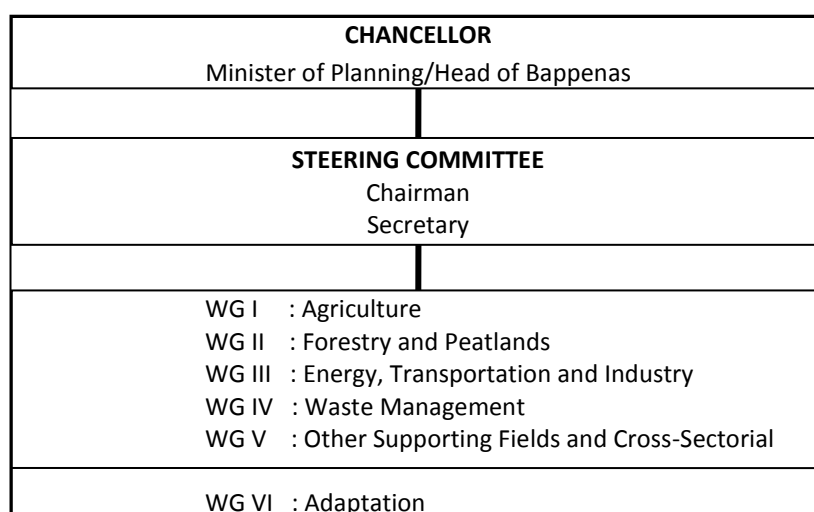 CHANCELLOR
Minister of Planning/Head of Bappenas
STEERING COMMITTEE
Chairman
Secretary
WG I : Agriculture
WG II : Forestry and Peatlands
WG III : Energy, Transportation and Industry
WG IV : Waste Management
WG V : Other Supporting Fields and Cross-Sectorial
WG VI : Adaptation